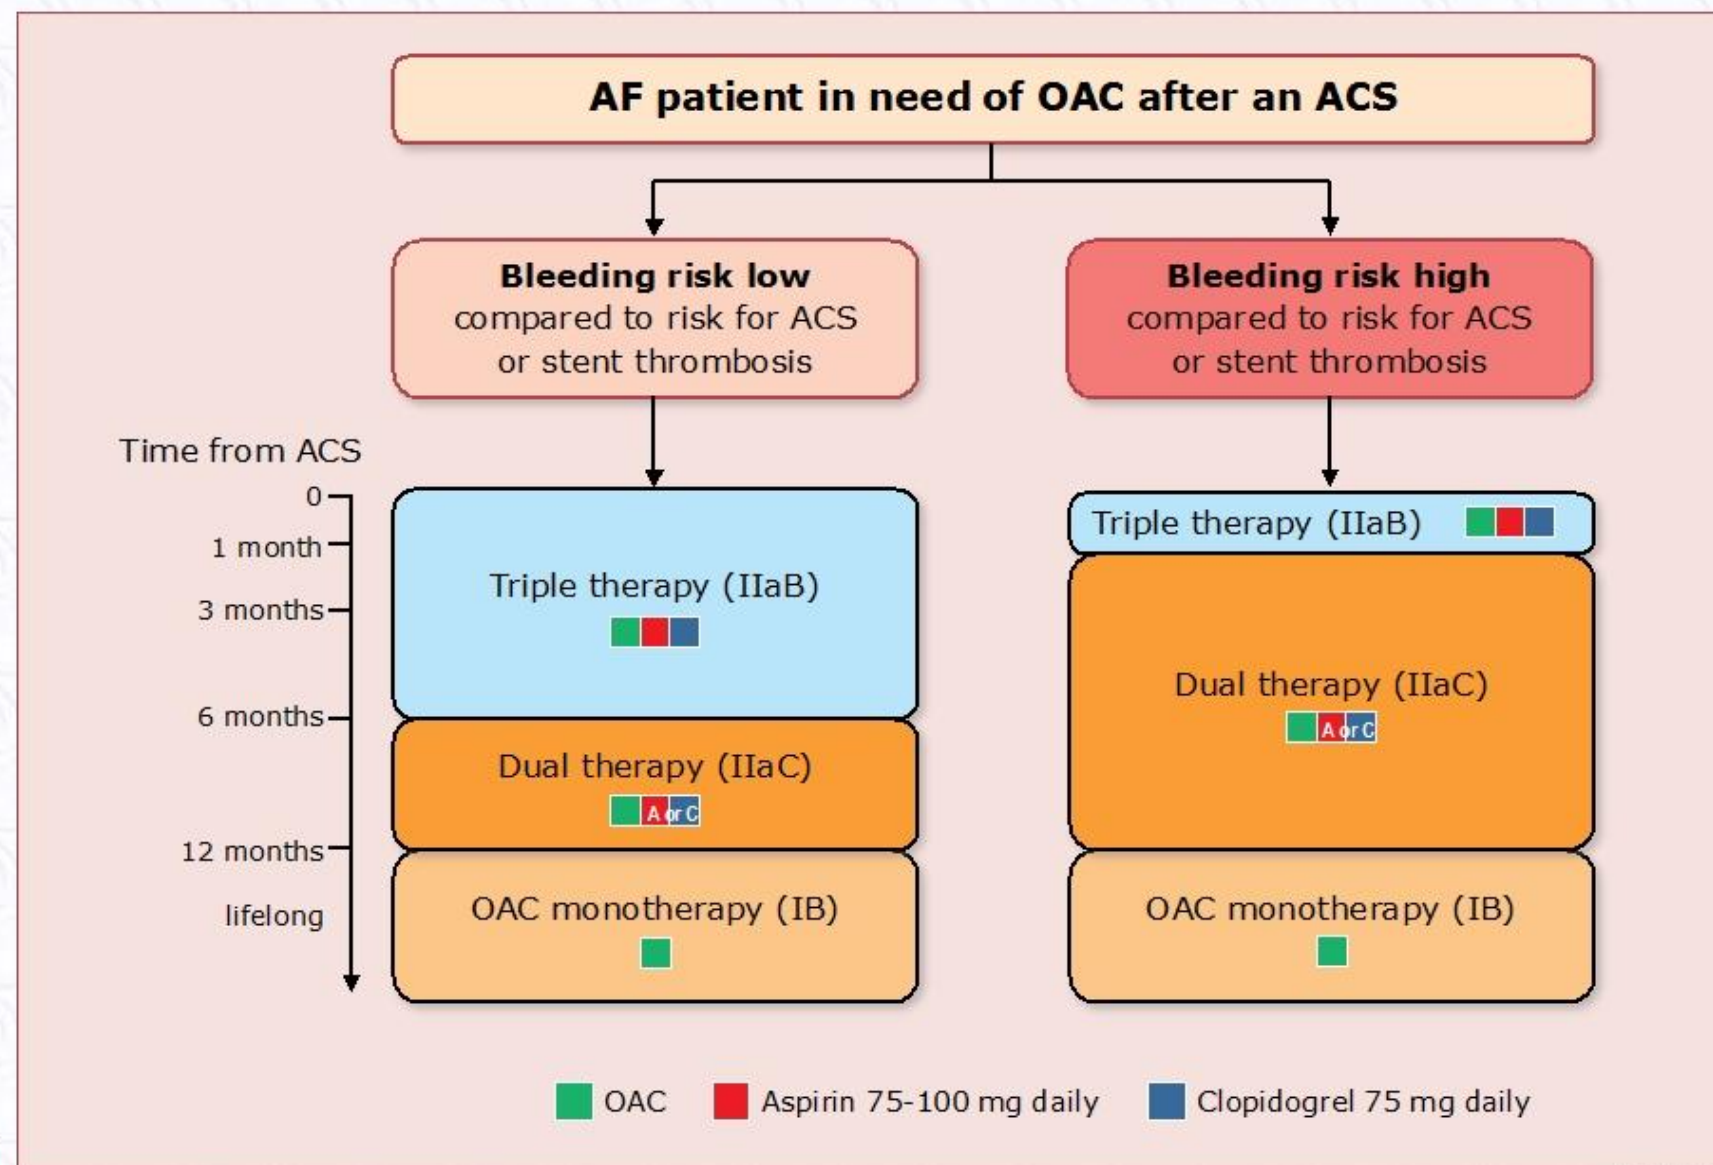 AF patient in need of OAC after an ACS
Bleeding risk low
compared to risk for ACS
or stent thrombosis
Bleeding risk high
compared to risk for ACS
or stent thrombosis
Time from ACS
0
1 month
3 months
6 months
12 months
lifelong
Triple therapy (IIaB)
Dual therapy (IIaC)
A or C
OAC monotherapy (IB)
Triple therapy (IIaB)
Dual therapy (IIaC)
A or C
OAC monotherapy (IB)
OAC
Aspirin 75-100 mg daily
Clopidogrel 75 mg daily